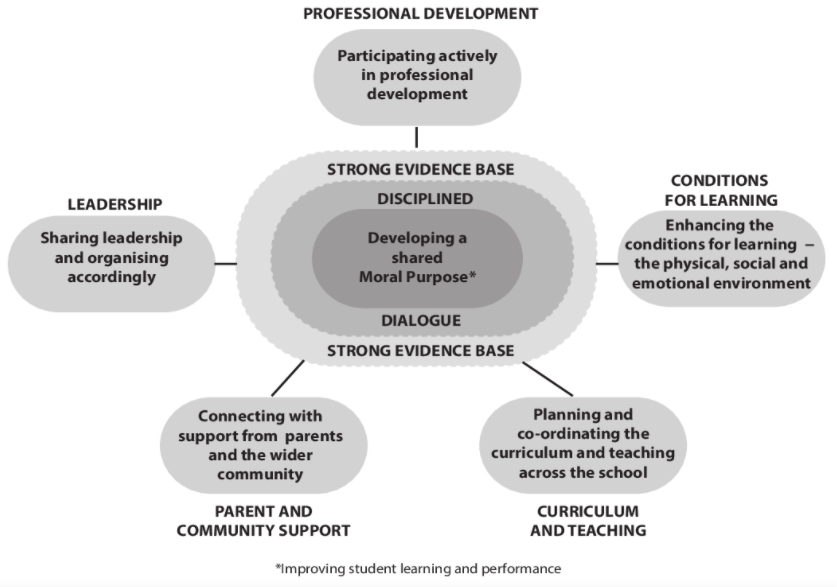 PROFESSIONAL DEVELOPMENT
Participating actively
in professional
development
STRONG EVIDENCE BASE
DISCIPLINED
Developing a
shared
Moral Purpose*
DIALOGUE
STRONG EVIDENCE BASE
LEADERSHIP
Sharing leadership
and organising
accordingly
CONDITIONS
FOR LEARNING
Enhancing the
conditions for learning –
the physical, social and
emotional environment
Connecting with
support from parents
and the wider
community
PARENT AND
COMMUNITY SUPPORT
Planning and
co-ordinating the
curriculum and teaching
across the school
CURRICULUM
AND TEACHING
*Improving student learning and performance